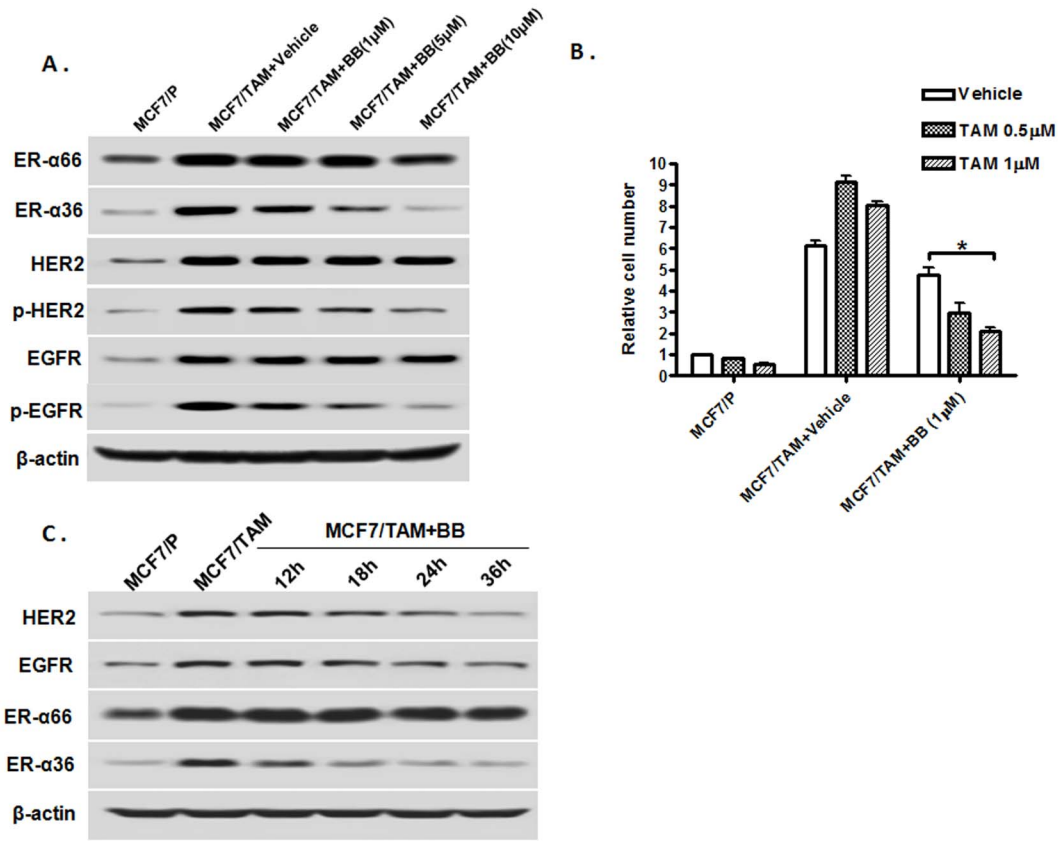 A.
MCF7/P
MCF7/TAM+Vehicle
MCF7/TAM+BB(1μM)
MCF7/TAM+BB(5μM)
MCF7/TAM+BB(10μM)
ER-α66
ER-α36
HER2
p-HER2
EGFR
p-EGFR
β-actin
B.
Vehicle
TAM 0.5μM
TAM 1μM
Relative cell number
10
9
8
7
6
5
4
3
2
1
0
*
MCF7/P
MCF7/TAM+Vehicle
MCF7/TAM+BB (1μM)
C.
MCF7/P
MCF7/TAM
MCF7/TAM+BB
12h
18h
24h
36h
HER2
EGFR
ER-α66
ER-α36
β-actin